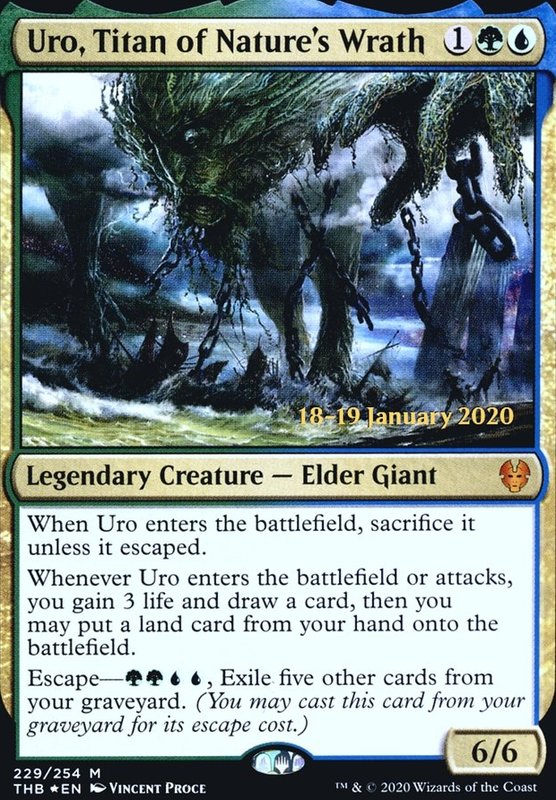 Uro, Titan of Nature's Wrath 1
18–19 January 2020
Legendary Creature — Elder Giant
When Uro enters the battlefield, sacrifice it
unless it escaped.
Whenever Uro enters the battlefield or attacks,
you gain 3 life and draw a card, then you
may put a land card from your hand onto the
battlefield.
Escape—, Exile five other cards from
your graveyard. (You may cast this card from your
graveyard for its escape cost.)
6/6
229/254 M
THB ★ EN Vincent Proce
™ & © 2020 Wizards of the Coast